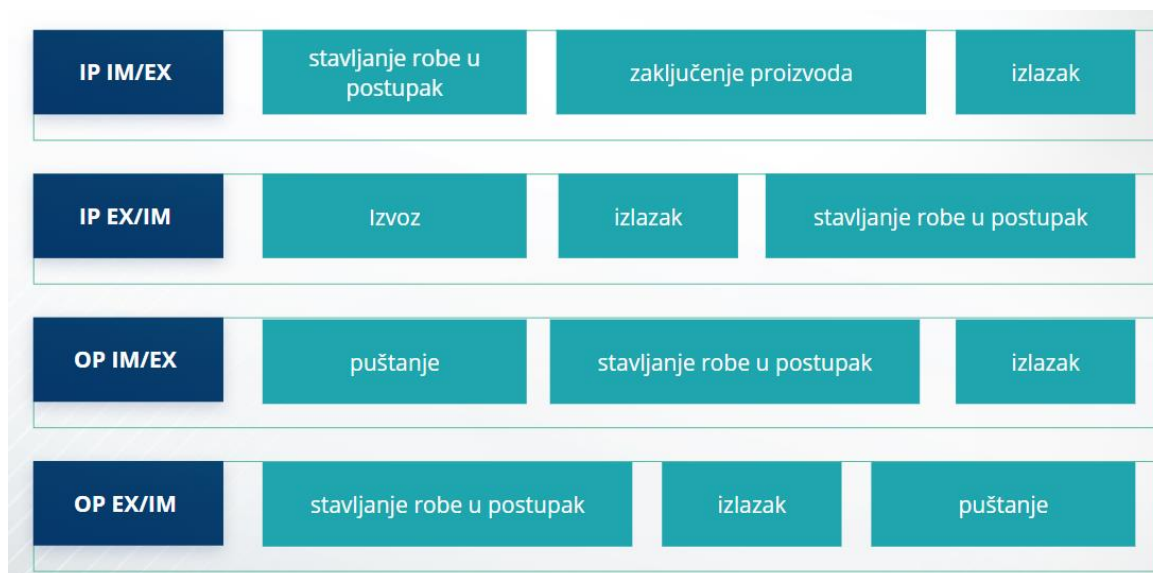 IP IM/EX
stavljanje robe u
postupak
zaključenje proizvoda
izlazak
IP EX/IM
Izvoz
izlazak
stavljanje robe u postupak
OP IM/EX
puštanje
stavljanje robe u postupak
izlazak
OP EX/IM
stavljanje robe u postupak
izlazak
puštanje